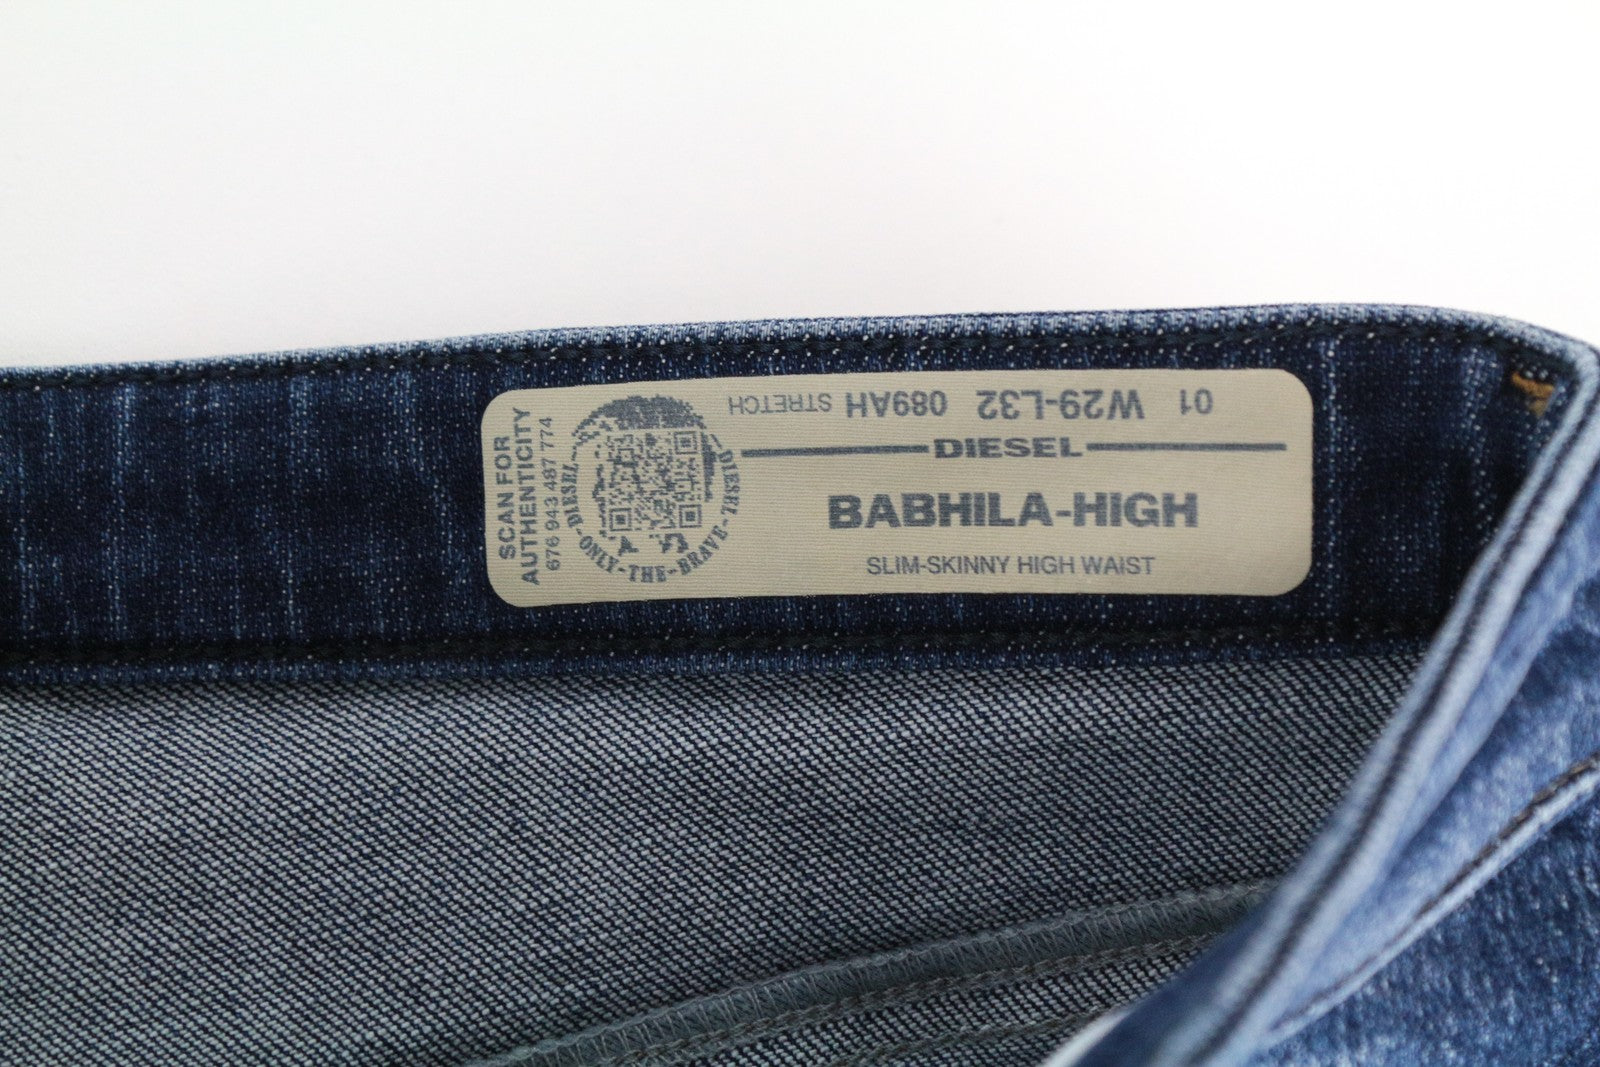 SCAN FOR
AUTHENTICITY
676 943 487 774
DIESEL
DIESEL-ONLY-THE-BRAVE-
01 W29-L32 089AH STRETCH
DIESEL
BABHILA-HIGH
SLIM-SKINNY HIGH WAIST